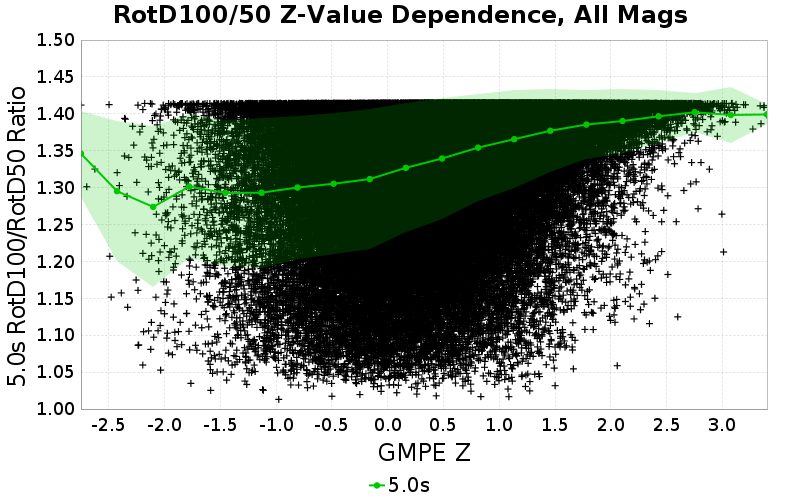 RotD100/50 Z-Value Dependence, All Mags
5.0s RotD100/RotD50 Ratio
1.50
1.45
1.40
1.35
1.30
1.25
1.20
1.15
1.10
1.05
1.00
-2.5 -2.0 -1.5 -1.0 -0.5 0.0 0.5 1.0 1.5 2.0 2.5 3.0
GMPE Z
5.0s